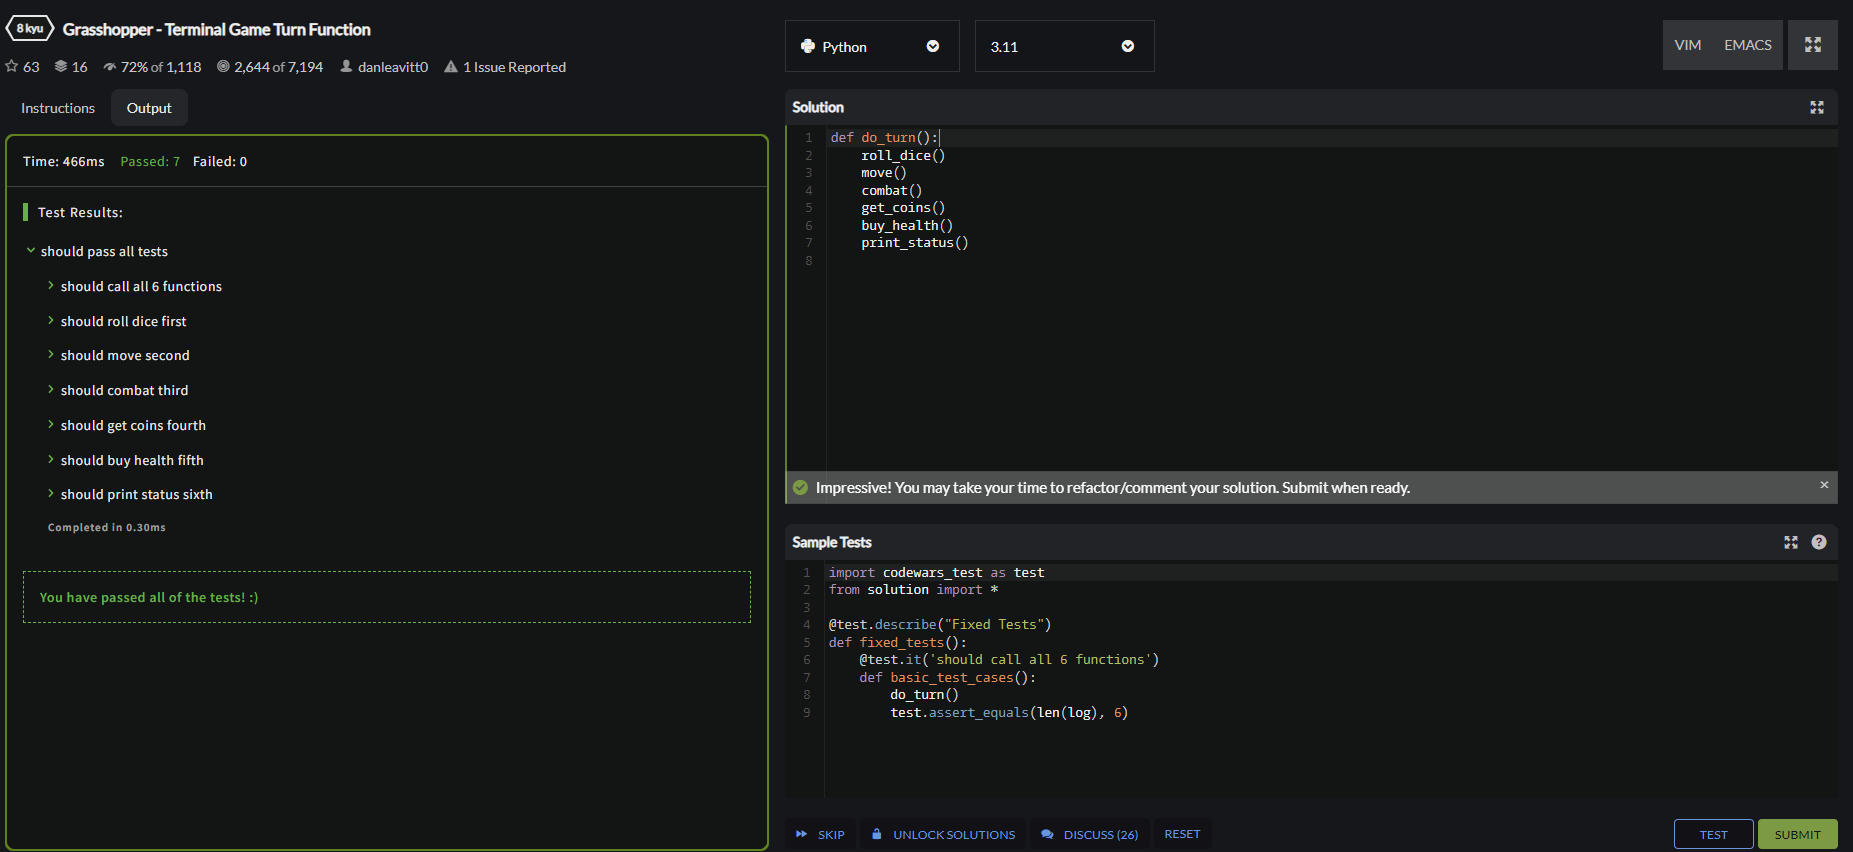 8 kyu Grasshopper - Terminal Game Turn Function
63 16 72% of 1,118 2,644 of 7,194 danleavitt0 1 Issue Reported
Instructions Output
Time: 466ms Passed: 7 Failed: 0
Test Results:
should pass all tests
should call all 6 functions
should roll dice first
should move second
should combat third
should get coins fourth
should buy health fifth
should print status sixth
Completed in 0.30ms
You have passed all of the tests! :)
Python 3.11 VIM EMACS
Solution
1 def do_turn():
2 roll_dice()
3 move()
4 combat()
5 get_coins()
6 buy_health()
7 print_status()
8
Impressive! You may take your time to refactor/comment your solution. Submit when ready. ×
Sample Tests ?
1 import codewars_test as test
2 from solution import *
3
4 @test.describe("Fixed Tests")
5 def fixed_tests():
6 @test.it('should call all 6 functions')
7 def basic_test_cases():
8 do_turn()
9 test.assert_equals(len(log), 6)
SKIP UNLOCK SOLUTIONS DISCUSS (26) RESET TEST SUBMIT